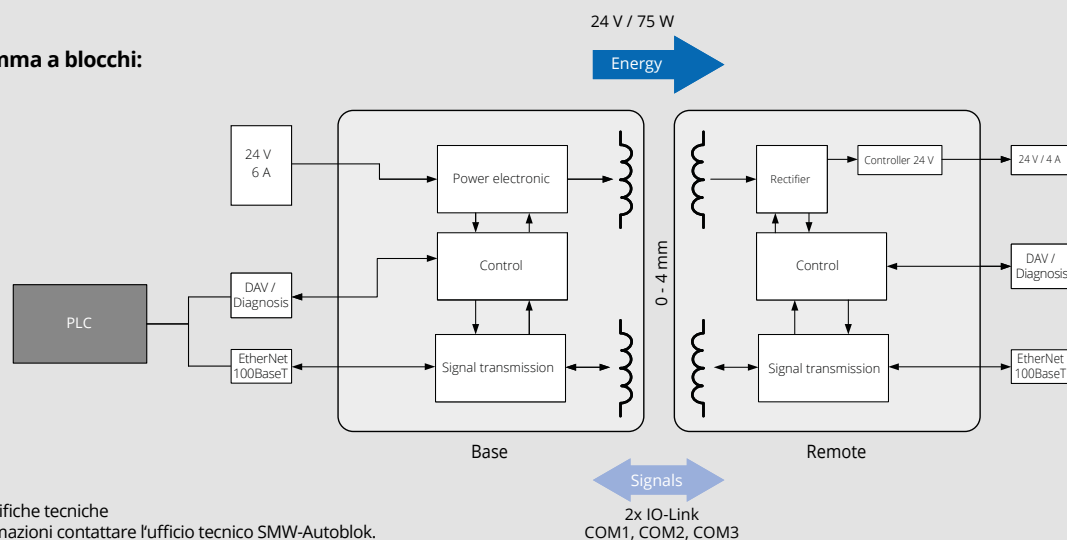 24 V / 75 W
Energy
mma a blocchi:
24 V
6 A
Power electronic
Rectifier
Controller 24 V
24 V / 4 A
Control
0 - 4 mm
Control
DAV /
Diagnosis
DAV /
Diagnosis
PLC
EtherNet
100BaseT
Signal transmission
Signal transmission
EtherNet
100BaseT
Base
Remote
Signals
2x IO-Link
COM1, COM2, COM3
ifiche tecniche
mazioni contattare l‘ufficio tecnico SMW-Autoblok.